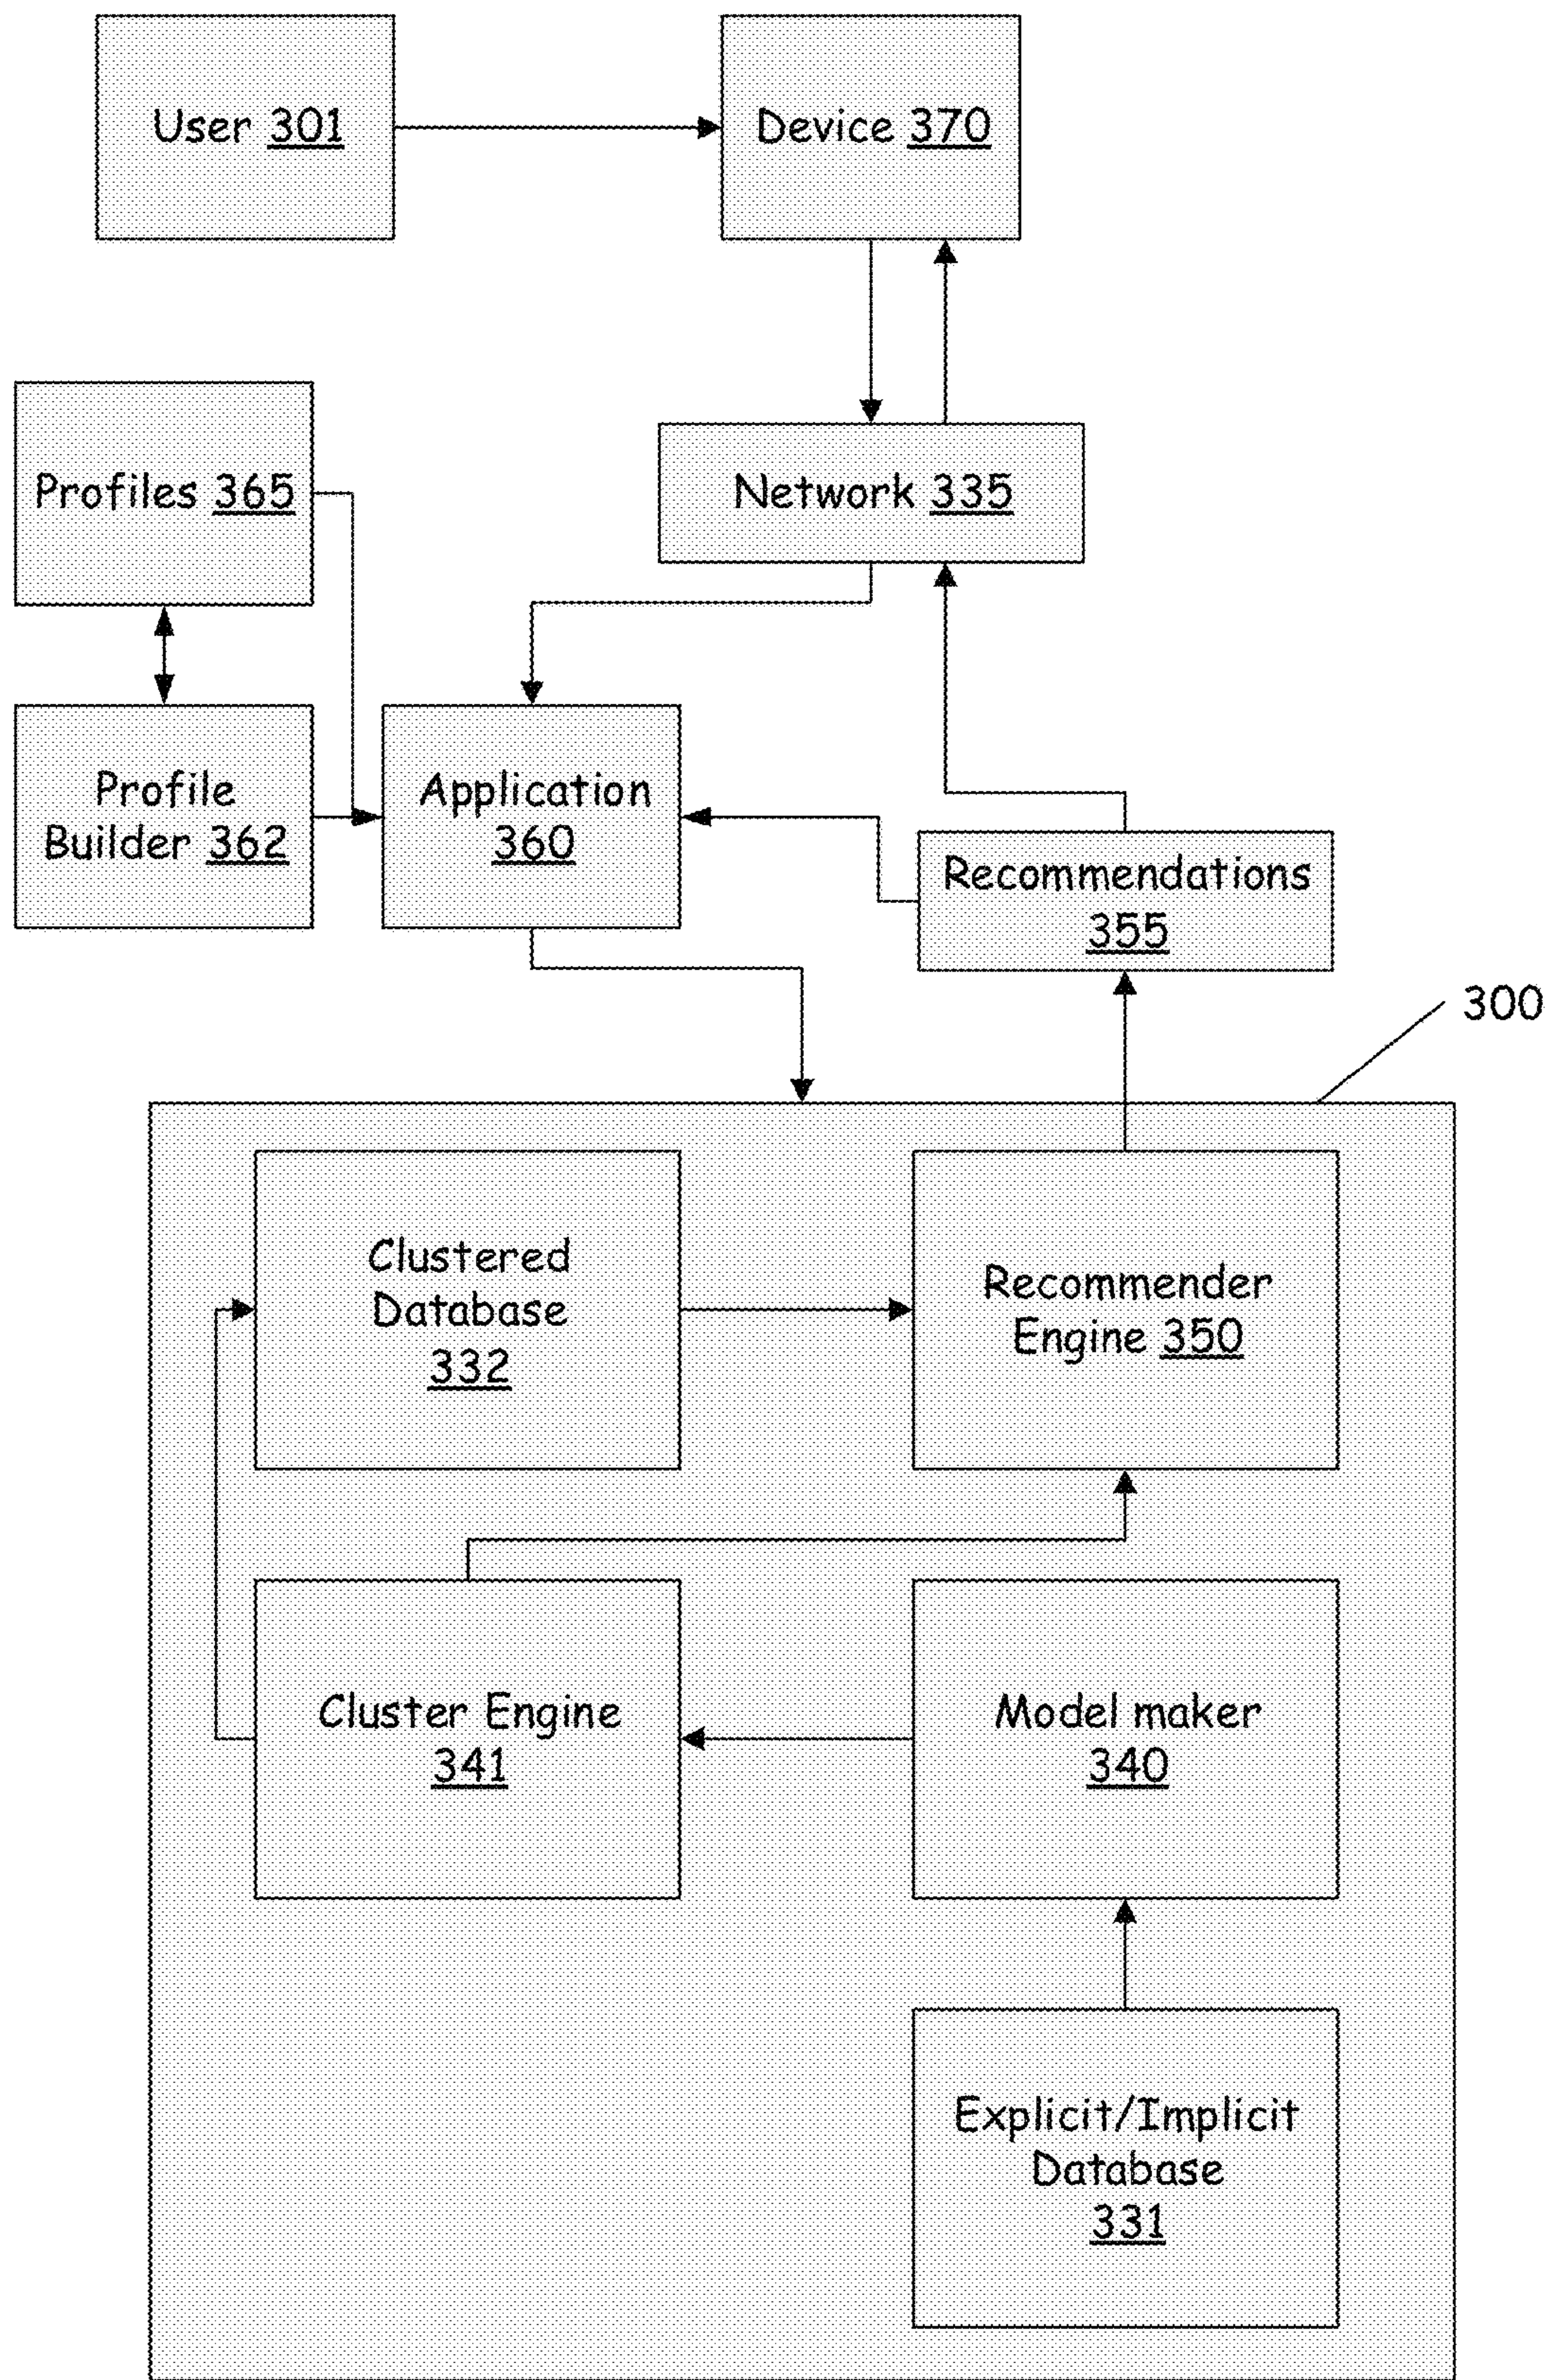 User 301
Device 370
Profiles 365
Network 335
Profile
Builder 362
Application
360
Recommendations
355
300
Clustered
Database
332
Recommender
Engine 350
Cluster Engine
341
Model maker
340
Explicit/Implicit
Database
331